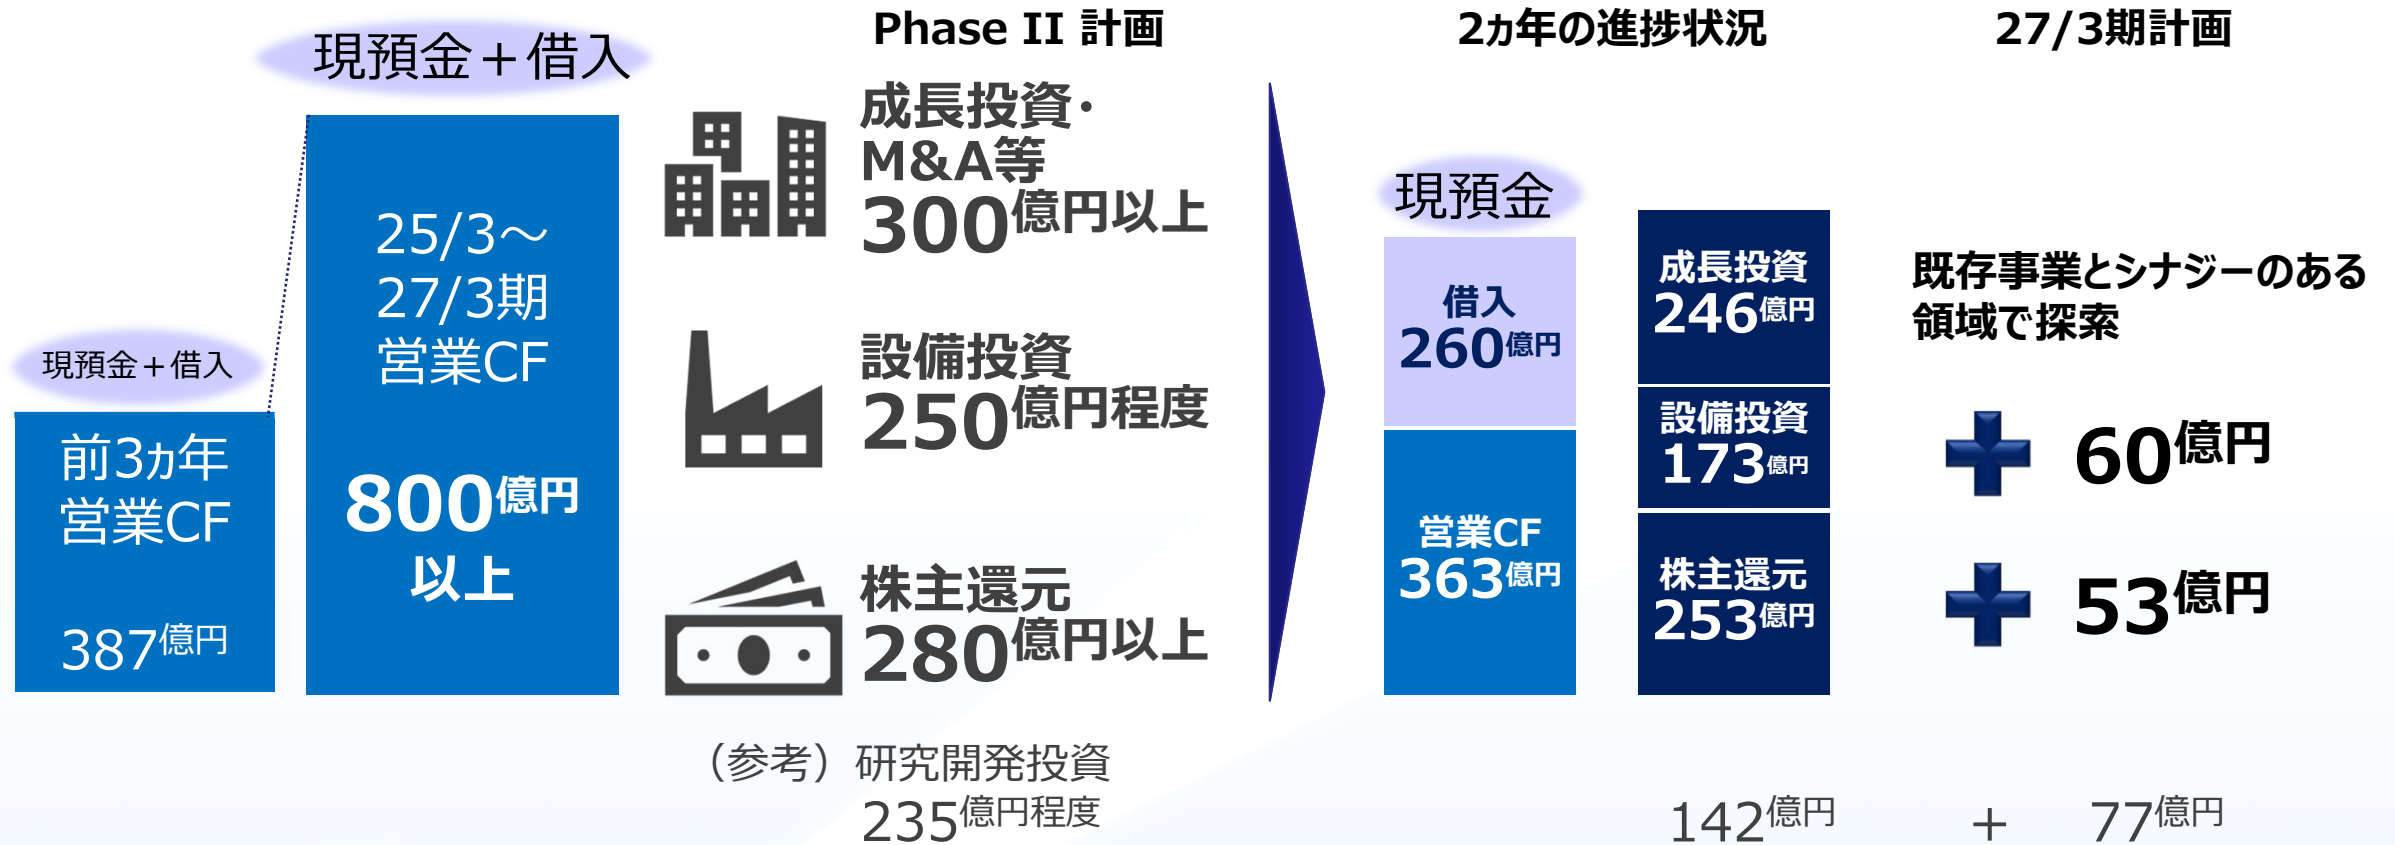 現預金＋借入
前3ヵ年
営業CF
387億円
現預金＋借入
25/3～
27/3期
営業CF
800億円
以上
Phase II 計画
成長投資・
M&A等
300億円以上
設備投資
250億円程度
株主還元
280億円以上
（参考）研究開発投資
235億円程度
2ヵ年の進捗状況
現預金
借入
260億円
営業CF
363億円
成長投資
246億円
設備投資
173億円
株主還元
253億円
142億円
27/3期計画
既存事業とシナジーのある
領域で探索
60億円
53億円
+ 77億円